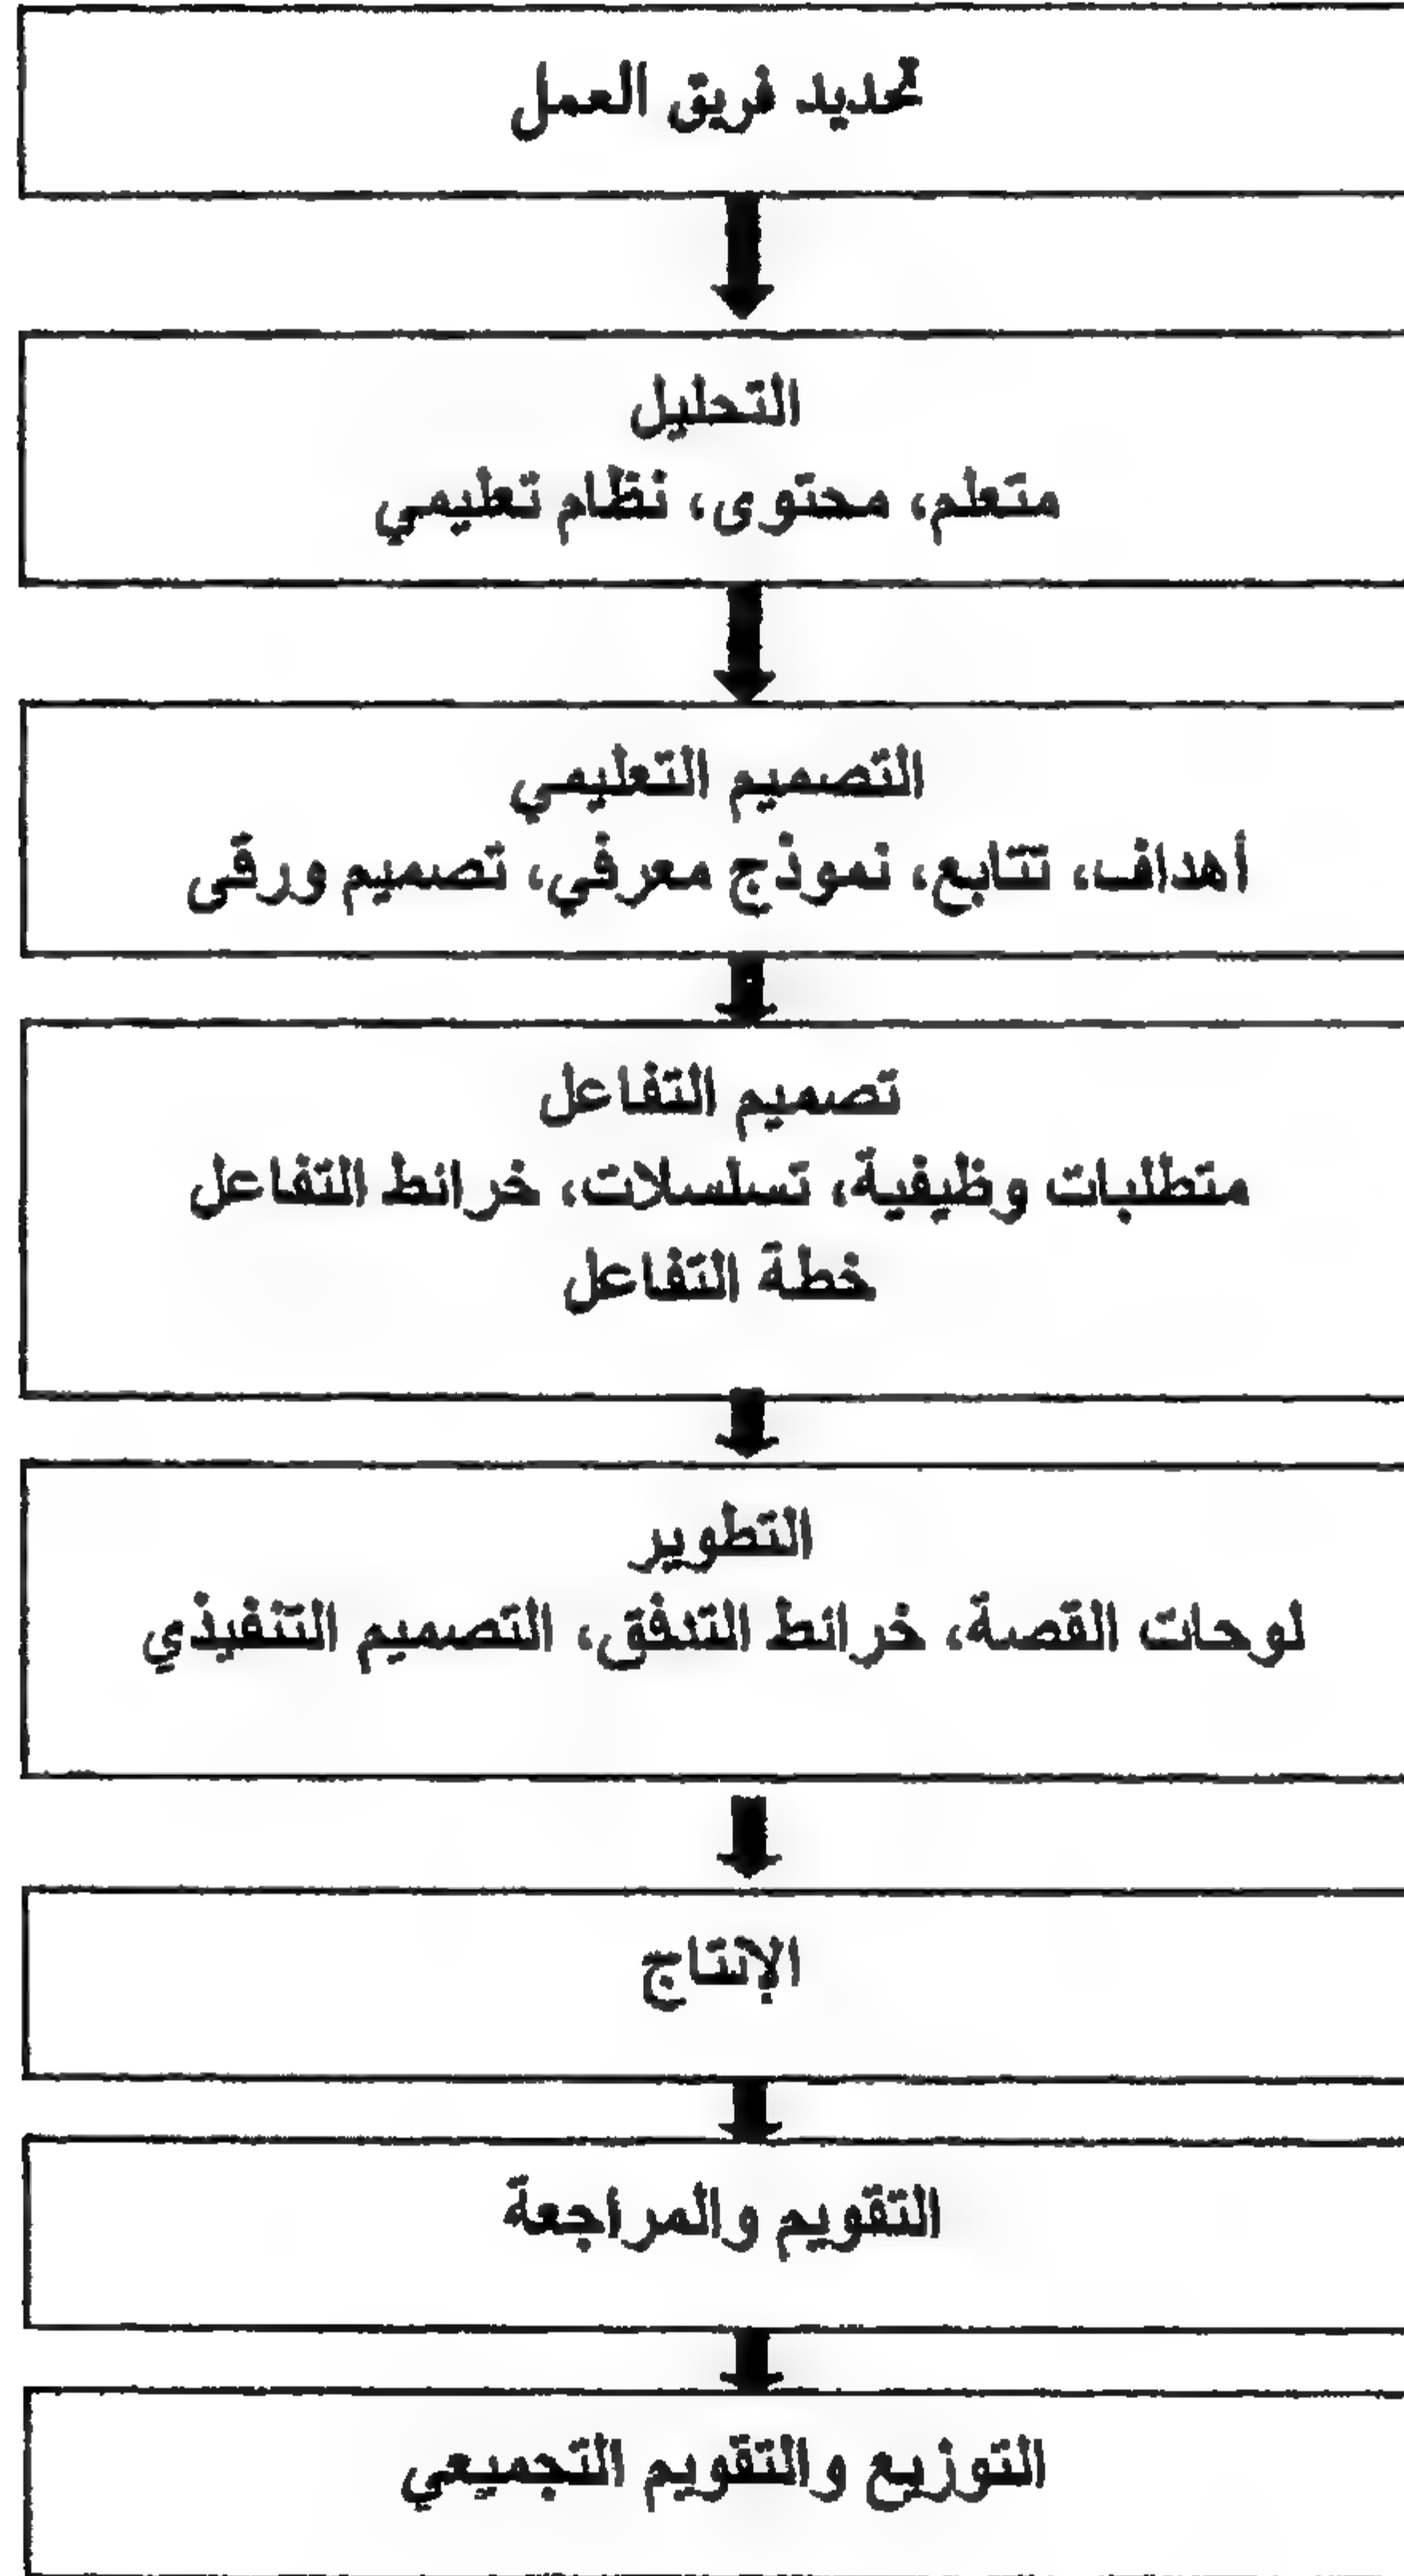 تحديد فريق العمل
التحليل
متعلم، محتوى، نظام تعليمي
التصميم التعليمي
أهداف، تتابع، نموذج معرفي، تصميم ورقى
تصميم التفاعل
متطلبات وظيفية، تسلسلات، خرائط التفاعل
خطة التفاعل
التطوير
لوحات القصة، خرائط التدفق، التصميم التنفيذي
الإنتاج
التقويم والمراجعة
التوزيع والتقويم التجميعي